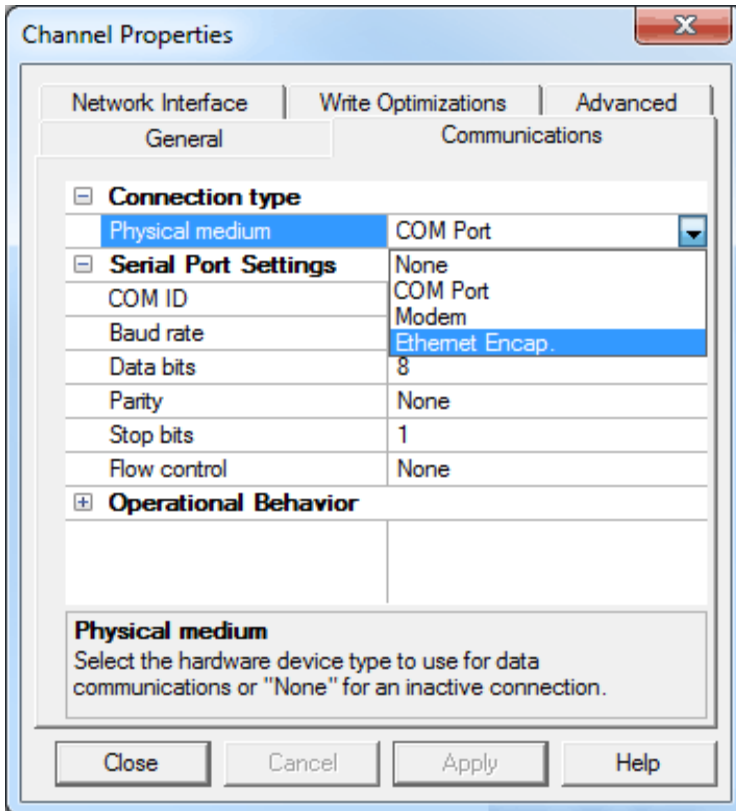 Channel Properties
Network Interface Write Optimizations Advanced
General Communications
Connection type
Physical medium COM Port
Serial Port Settings None
COM ID COM Port
Modem
Baud rate Ethernet Encap.
Data bits 8
Parity None
Stop bits 1
Flow control None
Operational Behavior
Physical medium
Select the hardware device type to use for data
communications or "None" for an inactive connection.
Close Cancel Apply Help